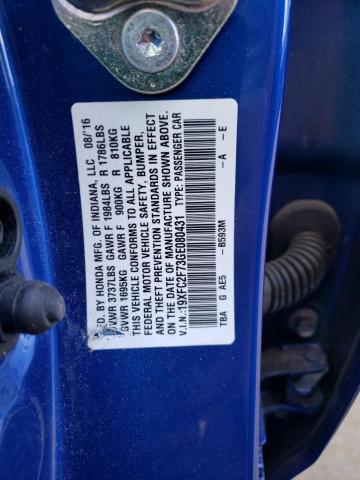 MFD. BY HONDA MFG. OF INDIANA, LLC 08/16
GVWR 3737LBS GAWR F 1984LBS R 1786LBS
GVWR 1695KG GAWR F 900KG R 810KG
THIS VEHICLE CONFORMS TO ALL APPLICABLE
FEDERAL MOTOR VEHICLE SAFETY, BUMPER,
AND THEFT PREVENTION STANDARDS IN EFFECT
ON THE DATE OF MANUFACTURE SHOWN ABOVE.
V.I.N.:19XFC2F73GE080431 TYPE: PASSENGER CAR
TBA G AE5 -B593M -A -E